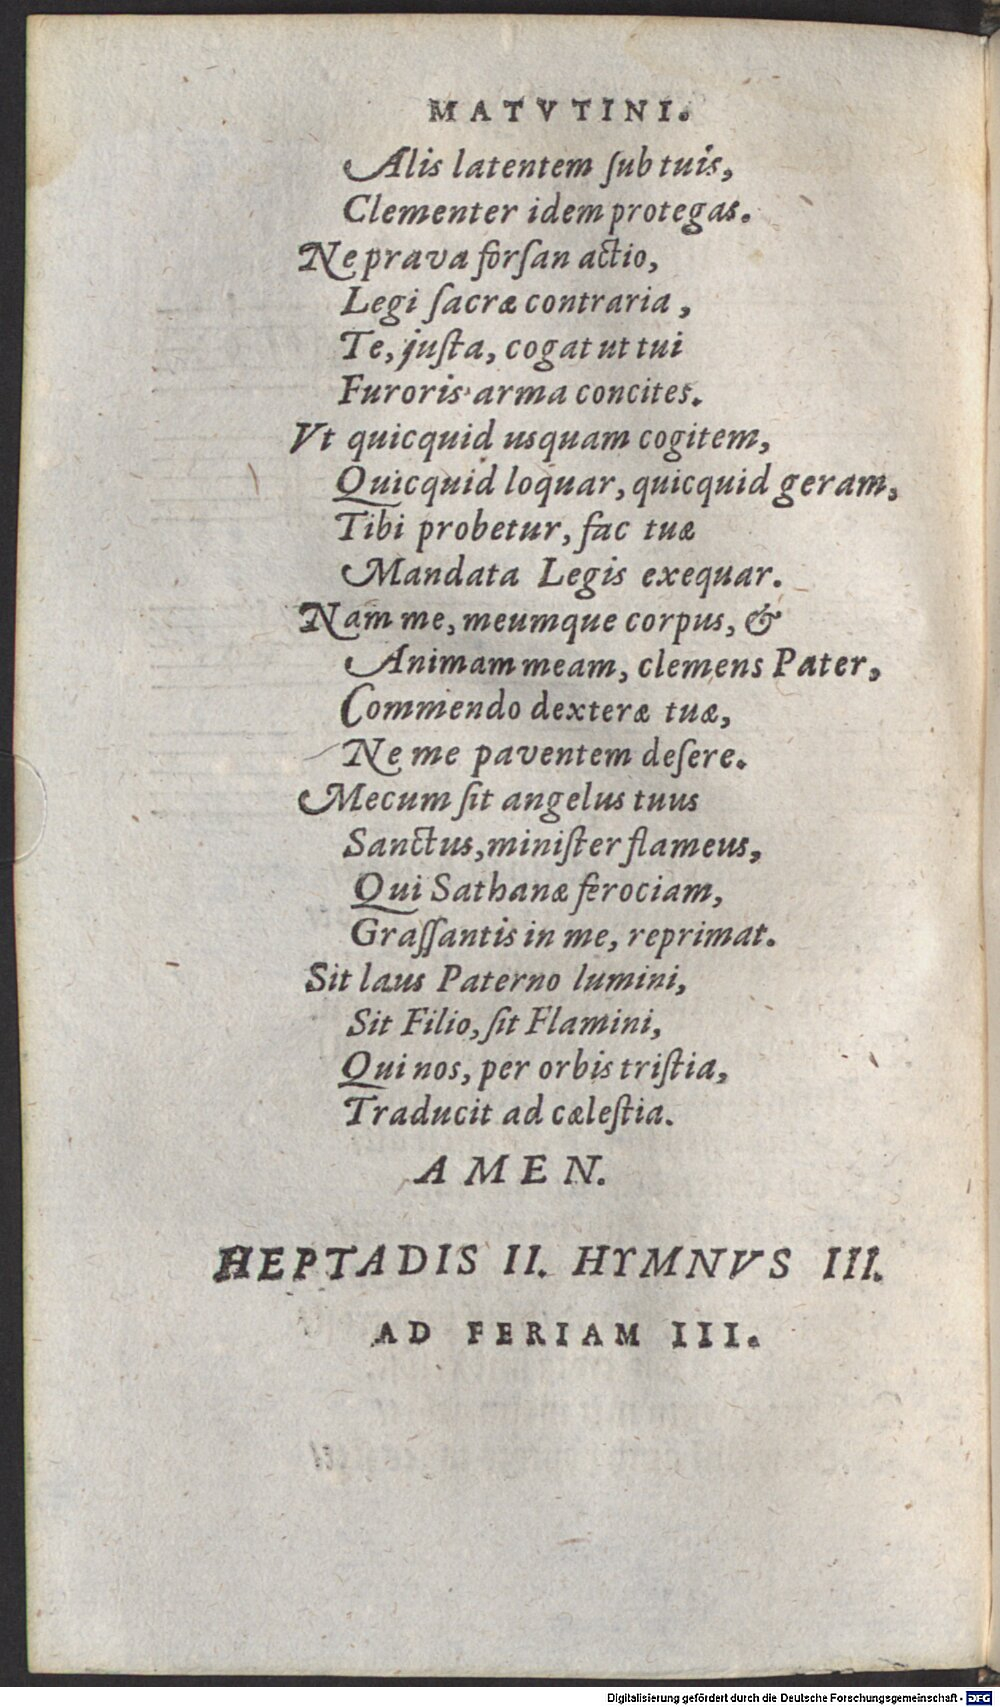 MATVTINI.
Alis latentem ſub tuis,
Clementer idem protegas.
Ne prava forſan actio,
Legi ſacræ contraria,
Te, juſta, cogat ut tui
Furoris arma concites.
Vt quicquid usquam cogitem,
Quicquid loquar, quicquid geram,
Tibi probetur, fac tuæ
Mandata Legis exequar.
Nam me, meumque corpus, &
Animam meam, clemens Pater,
Commendo dexteræ tuæ,
Ne me paventem deſere.
Mecum ſit angelus tuus
Sanctus, miniſter flameus,
Qui Sathanæ ferociam,
Graſſantis in me, reprimat.
Sit laus Paterno lumini,
Sit Filio, ſit Flamini,
Qui nos, per orbis triſtia,
Traducit ad cæleſtia.
AMEN.
HEPTADIS II. HYMNVS III.
AD FERIAM III.
Digitalisierung gefördert durch die Deutsche Forschungsgemeinschaft - DFG